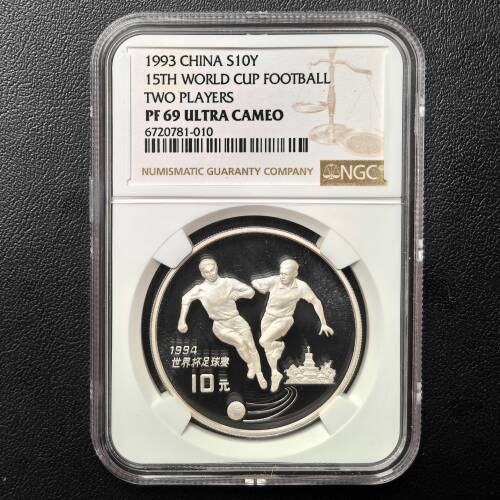 1993 CHINA S10Y
15TH WORLD CUP FOOTBALL
TWO PLAYERS
PF 69 ULTRA CAMEO
6720781-010
NUMISMATIC GUARANTY COMPANY
NGC
1994
世界杯足球赛
10元